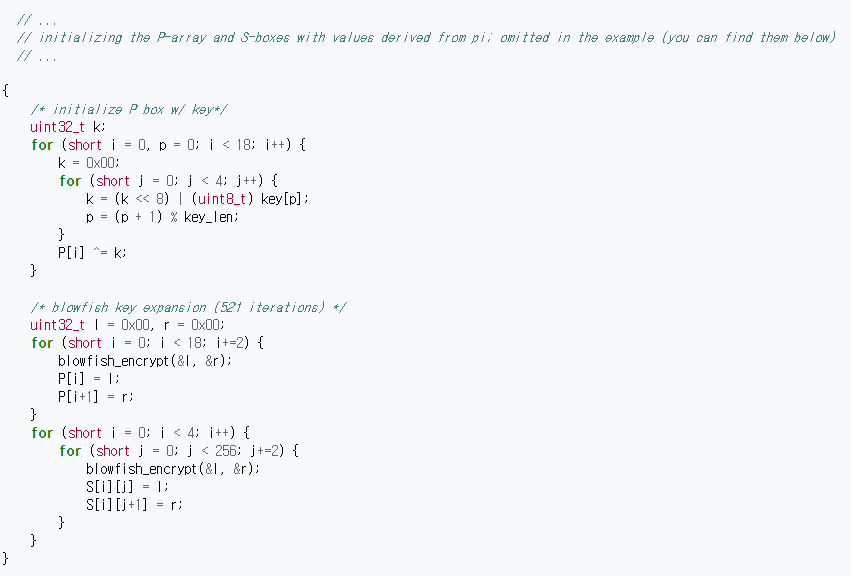 // ...
// initializing the P-array and S-boxes with values derived from pi; omitted in the example (you can find them below)
// ...
{
/* initialize P box w/ key*/
uint32_t k;
for (short i = 0, p = 0; i < 18; i++) {
k = 0x00;
for (short j = 0; j < 4; j++) {
k = (k << 8) | (uint8_t) key[p];
p = (p + 1) % key_len;
}
P[i] ^= k;
}
/* blowfish key expansion (521 iterations) */
uint32_t l = 0x00, r = 0x00;
for (short i = 0; i < 18; i+=2) {
blowfish_encrypt(&l, &r);
P[i] = l;
P[i+1] = r;
}
for (short i = 0; i < 4; i++) {
for (short j = 0; j < 256; j+=2) {
blowfish_encrypt(&l, &r);
S[i][j] = l;
S[i][j+1] = r;
}
}
}